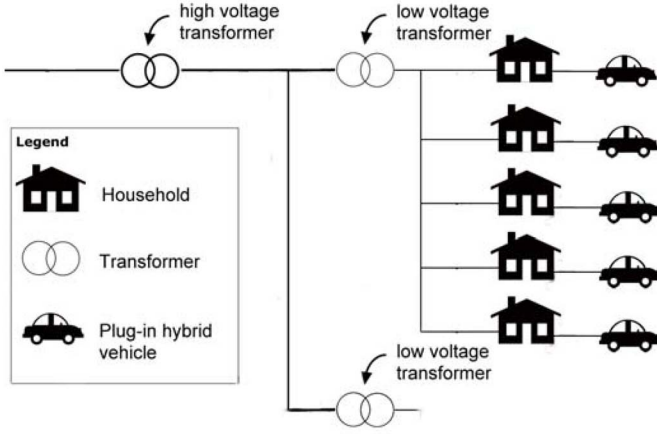 high voltage
transformer
low voltage
transformer
Legend
Household
Transformer
Plug-in hybrid
vehicle
low voltage
transformer